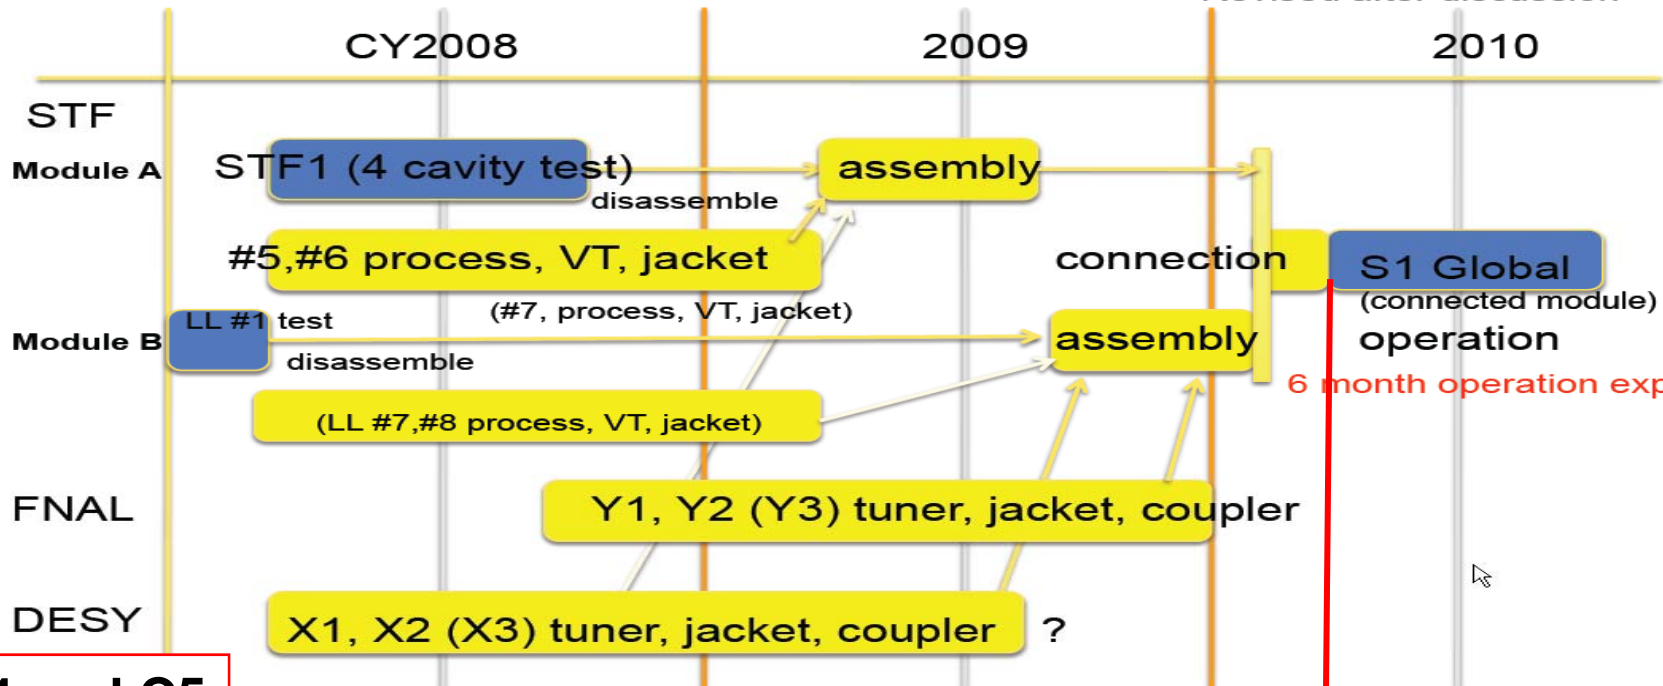 CY2008 2009 2010
STF
Module A STF1 (4 cavity test) assembly
disassemble
#5,#6 process, VT, jacket connection S1 Global
(connected module)
(#7, process, VT, jacket)
LL #1 test
Module B assembly operation
disassemble
6 month operation exp
(LL #7,#8 process, VT, jacket)
FNAL Y1, Y2 (Y3) tuner, jacket, coupler
DESY X1, X2 (X3) tuner, jacket, coupler ?